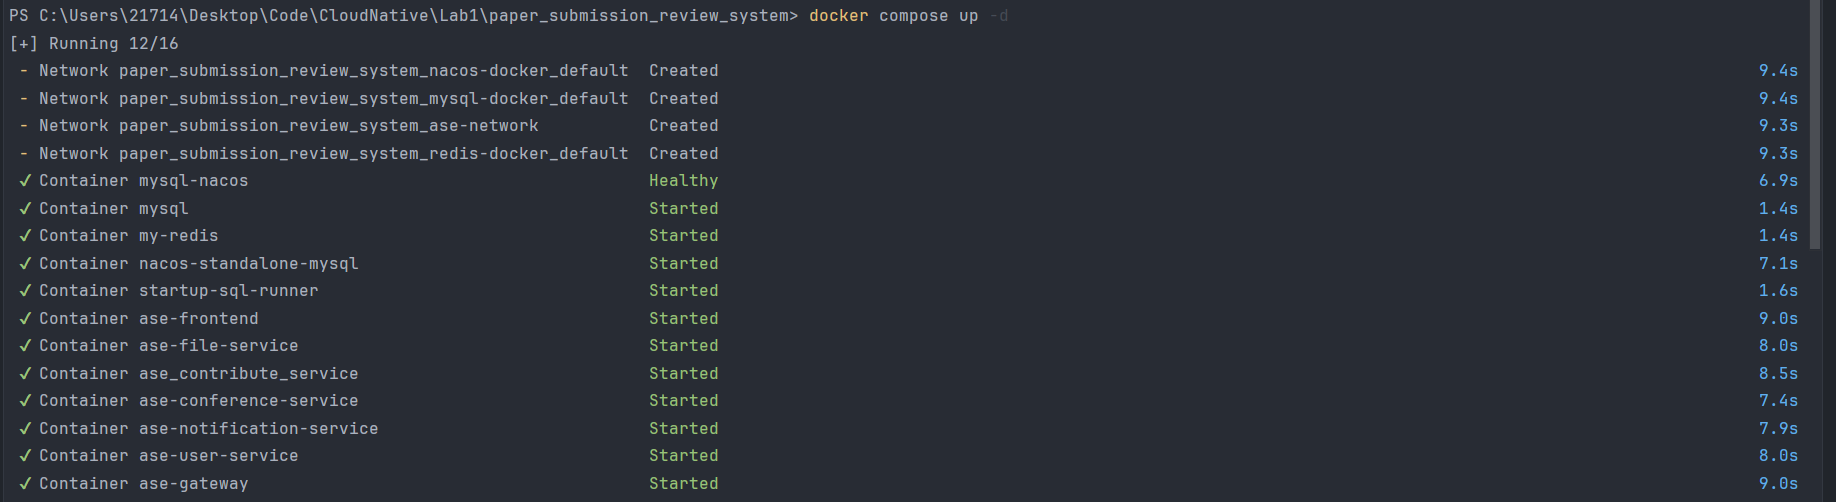 PS C:\Users\21714\Desktop\Code\CloudNative\Lab1\paper_submission_review_system> docker compose up -d
[+] Running 12/16
- Network paper_submission_review_system_nacos-docker_default Created 9.4s
- Network paper_submission_review_system_mysql-docker_default Created 9.4s
- Network paper_submission_review_system_ase-network Created 9.3s
- Network paper_submission_review_system_redis-docker_default Created 9.3s
✓ Container mysql-nacos Healthy 6.9s
✓ Container mysql Started 1.4s
✓ Container my-redis Started 1.4s
✓ Container nacos-standalone-mysql Started 7.1s
✓ Container startup-sql-runner Started 1.6s
✓ Container ase-frontend Started 9.0s
✓ Container ase-file-service Started 8.0s
✓ Container ase_contribute_service Started 8.5s
✓ Container ase-conference-service Started 7.4s
✓ Container ase-notification-service Started 7.9s
✓ Container ase-user-service Started 8.0s
✓ Container ase-gateway Started 9.0s